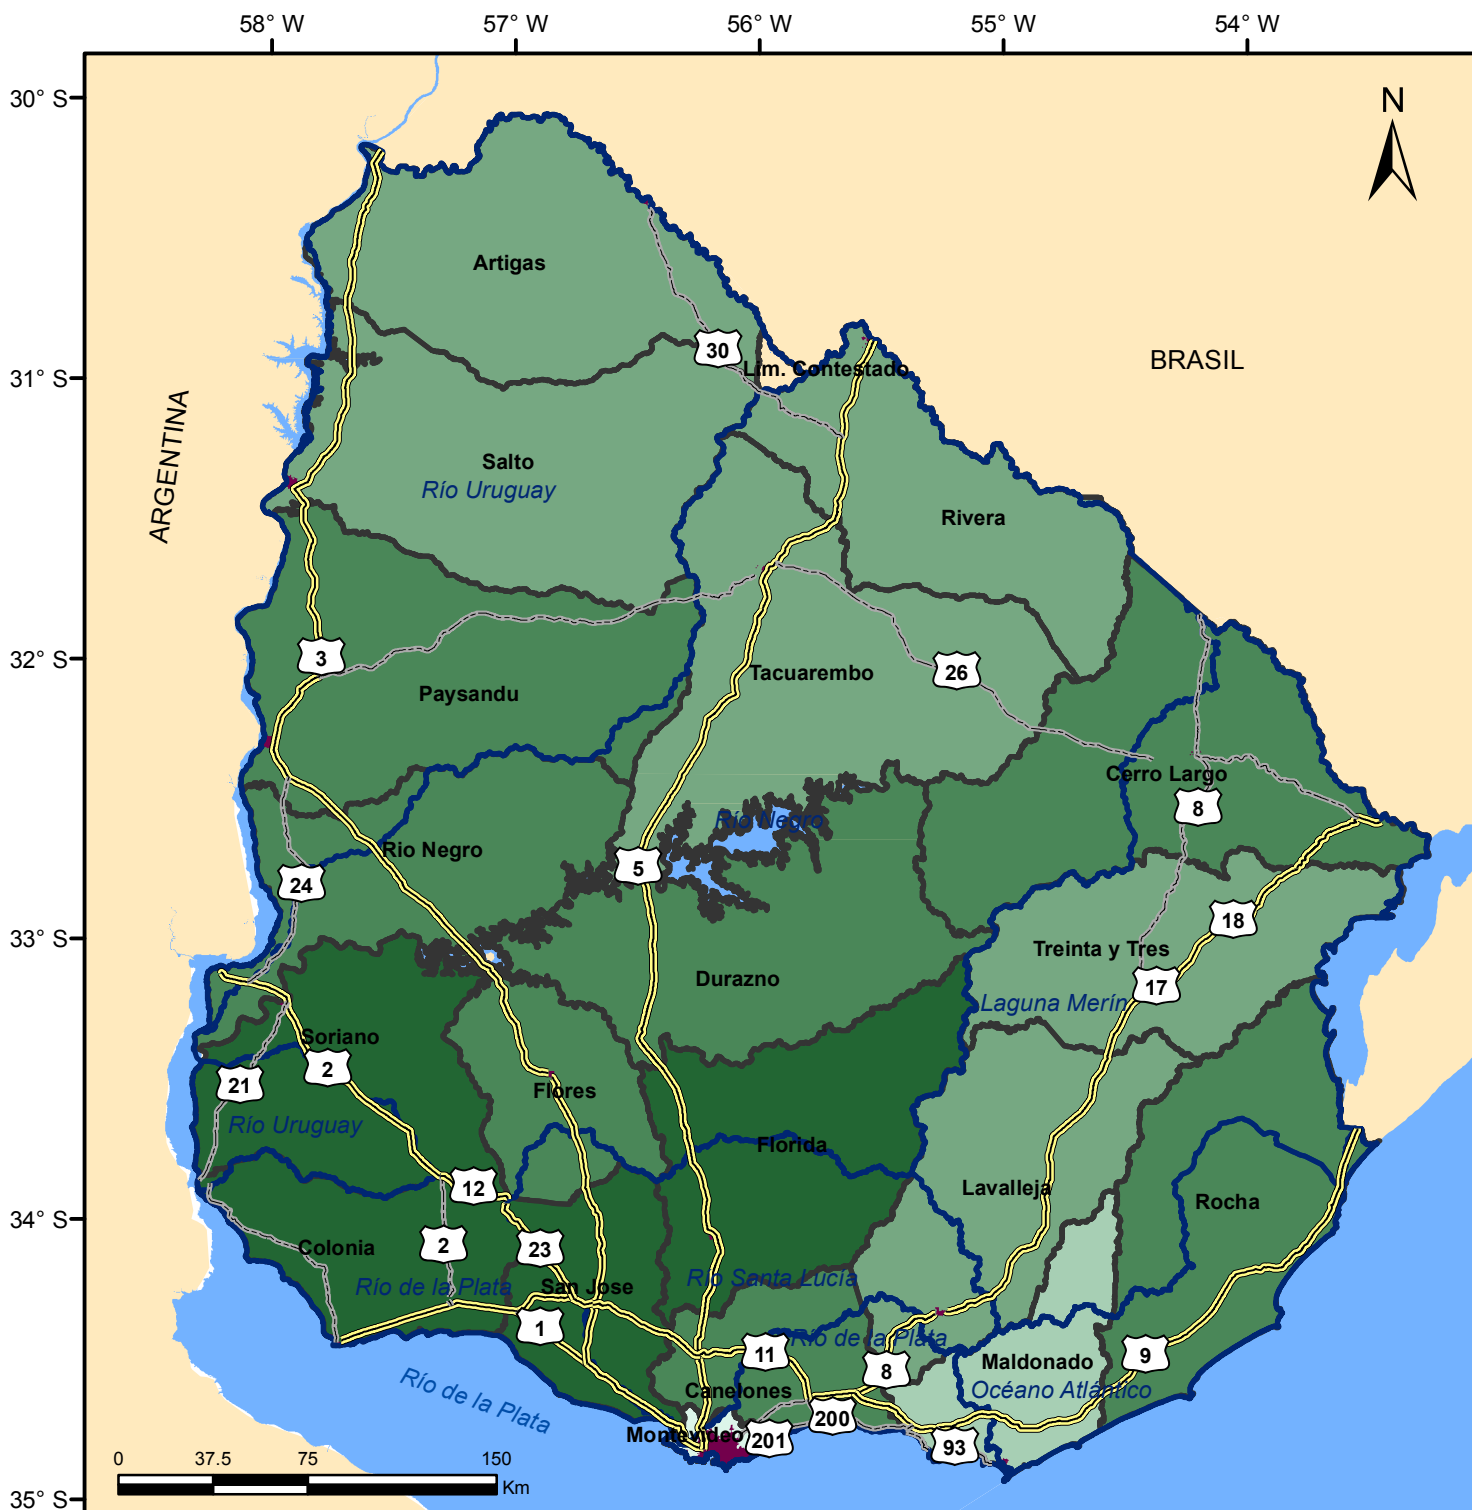 58° W
57° W
56° W
55° W
54° W
30° S
N
Artigas
30
BRASIL
31° S
Lim. Contestado
ARGENTINA
Salto
Río Uruguay
Rivera
32° S
3
Tacuarembo
26
Paysandu
Cerro Largo
8
Río Negro
Rio Negro
5
24
18
33° S
Treinta y Tres
Durazno
17
Laguna Merín
Soriano
2
21
Flores
Río Uruguay
Florida
12
Lavalleja
Rocha
34° S
Colonia
2
23
Río de la Plata
San Jose
Río Santa Lucía
1
Río de la Plata
11
8
Maldonado
9
Océano Atlántico
Río de la Plata
Canelones
200
Montevideo
201
93
0
37.5
75
150
Km
35° S